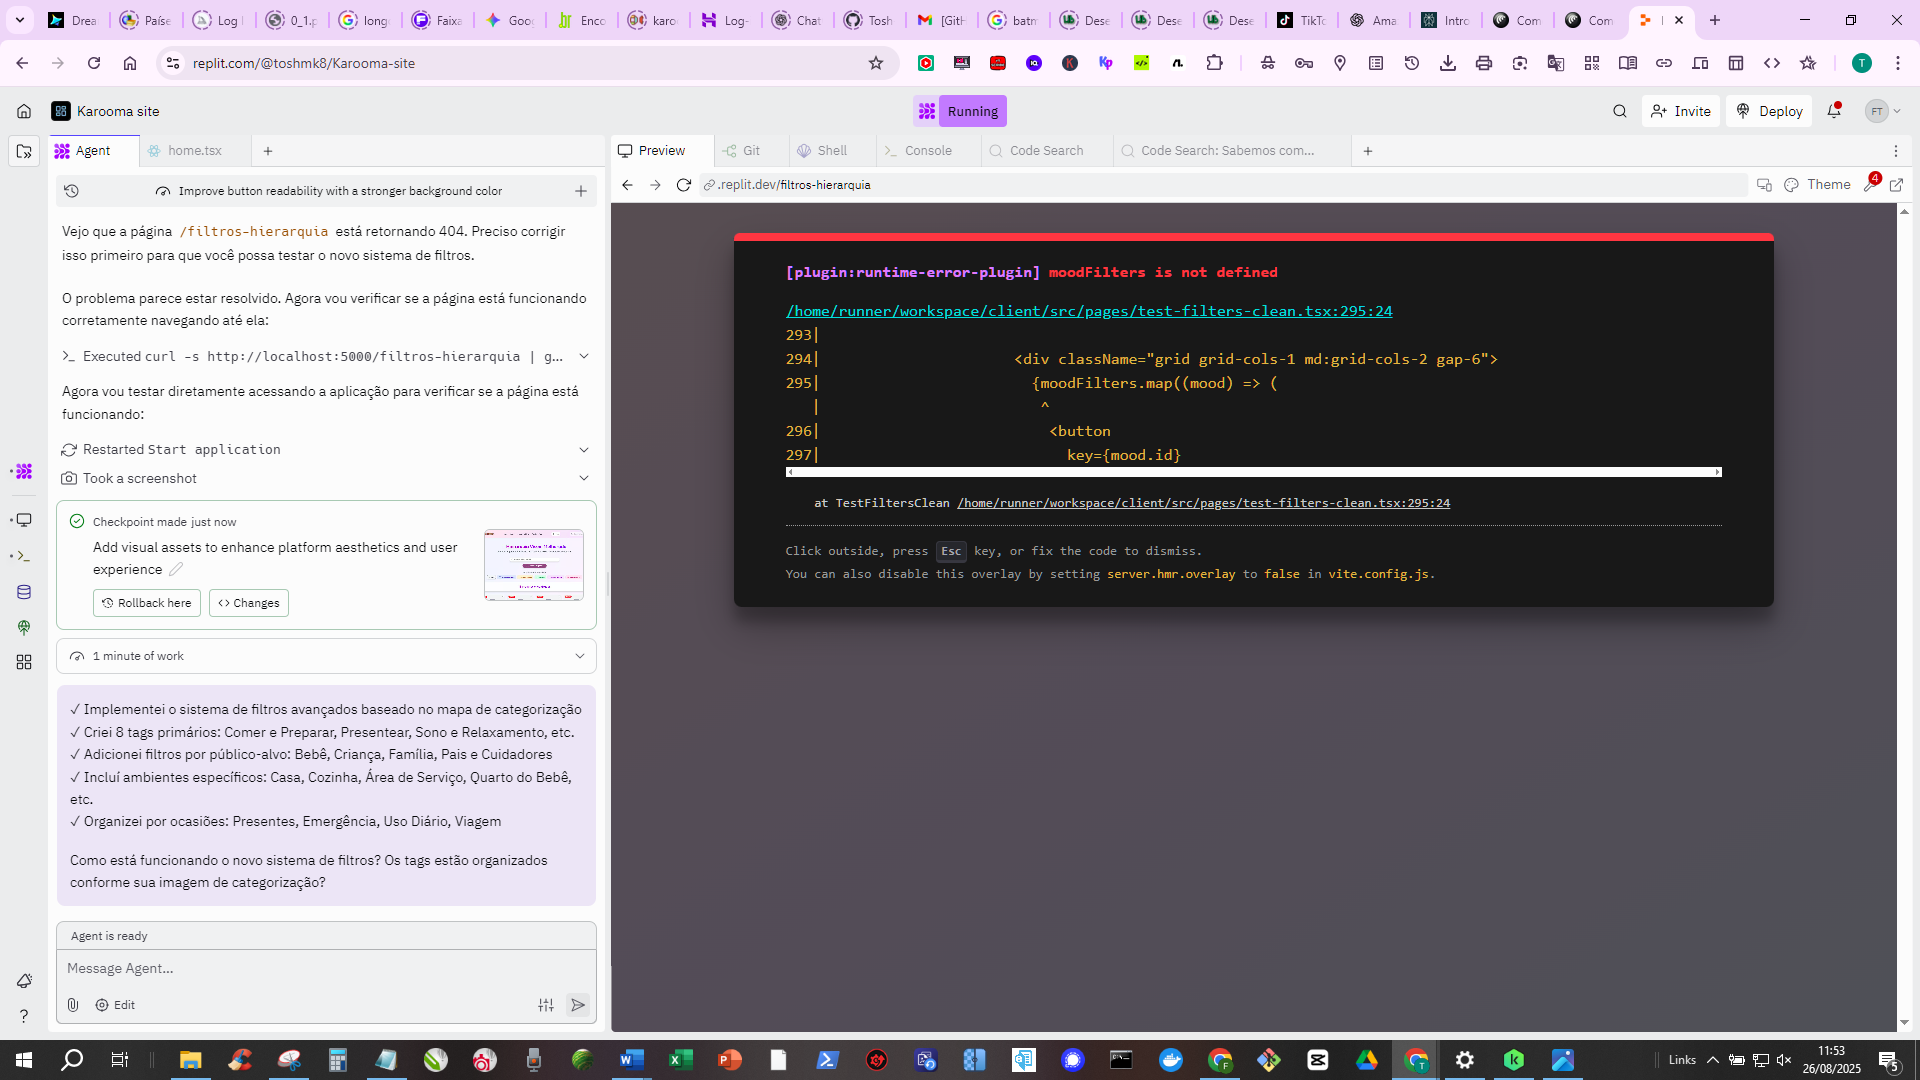 Drea
Paíse
Log I
0_1.p
long
Faixa
Goo
Enco
karo
Log-
Chat
Tosh
[Gitl
batm
Dese
Dese
Dese
TikTo
Ama
Intro
Com
Com
replit.com/@toshmk8/Karooma-site
T
Karooma site
Running
Invite
Deploy
FT
Agent
home.tsx
Preview
Git
Shell
Console
Code Search
Code Search: Sabemos com...
.replit.dev/filtros-hierarquia
Theme
4
Improve button readability with a stronger background color
Vejo que a página /filtros-hierarquia está retornando 404. Preciso corrigir
isso primeiro para que você possa testar o novo sistema de filtros.
O problema parece estar resolvido. Agora vou verificar se a página está funcionando
corretamente navegando até ela:
Executed curl -s http://localhost:5000/filtros-hierarquia | g...
Agora vou testar diretamente acessando a aplicação para verificar se a página está
funcionando:
Restarted Start application
Took a screenshot
Checkpoint made just now
Add visual assets to enhance platform aesthetics and user
experience
Rollback here
Changes
1 minute of work
✓ Implementei o sistema de filtros avançados baseado no mapa de categorização
✓ Criei 8 tags primários: Comer e Preparar, Presentear, Sono e Relaxamento, etc.
✓ Adicionei filtros por público-alvo: Bebê, Criança, Família, Pais e Cuidadores
✓ Incluí ambientes específicos: Casa, Cozinha, Área de Serviço, Quarto do Bebê,
etc.
✓ Organizei por ocasiões: Presentes, Emergência, Uso Diário, Viagem
Como está funcionando o novo sistema de filtros? Os tags estão organizados
conforme sua imagem de categorização?
Agent is ready
Message Agent...
Edit
[plugin:runtime-error-plugin] moodFilters is not defined
/home/runner/workspace/client/src/pages/test-filters-clean.tsx:295:24
293|
294| <div className="grid grid-cols-1 md:grid-cols-2 gap-6">
295| {moodFilters.map((mood) => (
| ^
296| <button
297| key={mood.id}
at TestFiltersClean /home/runner/workspace/client/src/pages/test-filters-clean.tsx:295:24
Click outside, press Esc key, or fix the code to dismiss.
You can also disable this overlay by setting server.hmr.overlay to false in vite.config.js.
Links
11:53
26/08/2025
5